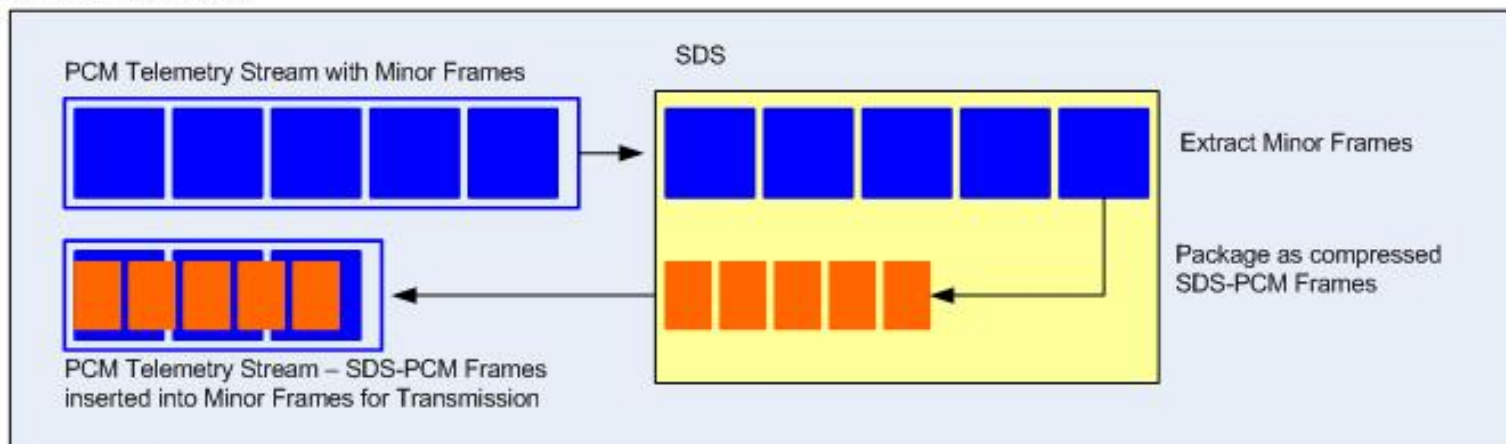 PCM Telemetry Stream with Minor Frames
SDS
Extract Minor Frames
Package as compressed
SDS-PCM Frames
PCM Telemetry Stream – SDS-PCM Frames
inserted into Minor Frames for Transmission